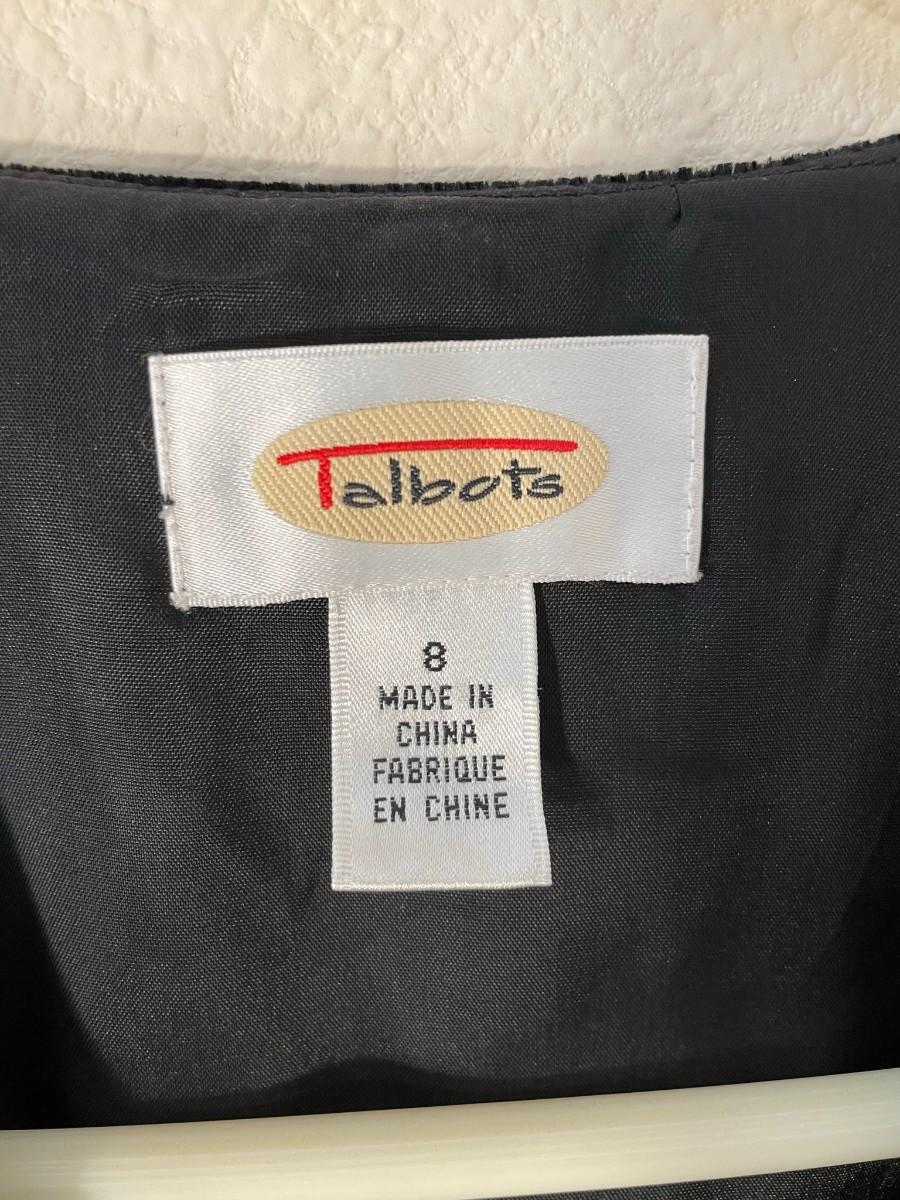 Talbots
8
MADE IN
CHINA
FABRIQUE
EN CHINE